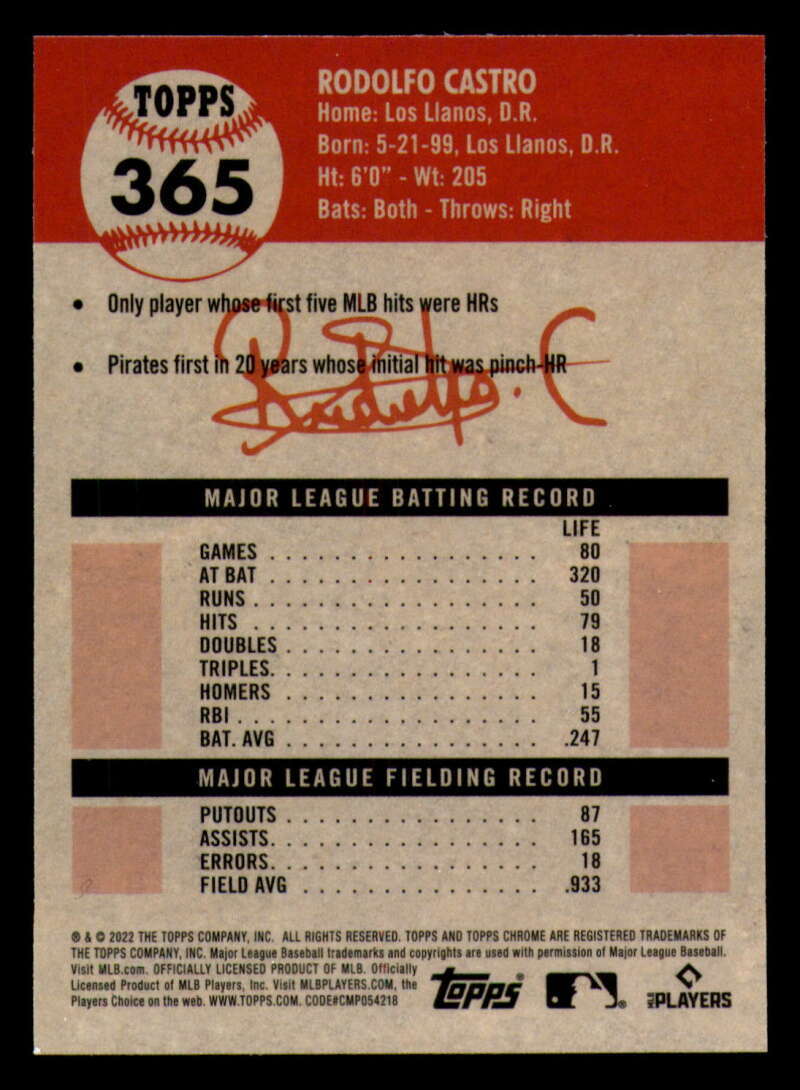 TOPPS
365
RODOLFO CASTRO
Home: Los Llanos, D.R.
Born: 5-21-99, Los Llanos, D.R.
Ht: 6'0" - Wt: 205
Bats: Both - Throws: Right
• Only player whose first five MLB hits were HRs
• Pirates first in 20 years whose initial hit was pinch-HR
Rodolfo. C
MAJOR LEAGUE BATTING RECORD
LIFE
GAMES . . . . . . . . . . . . . . . . . 80
AT BAT . . . . . . . . . . . . . . . . . 320
RUNS . . . . . . . . . . . . . . . . . . 50
HITS . . . . . . . . . . . . . . . . . . 79
DOUBLES . . . . . . . . . . . . . . . . 18
TRIPLES. . . . . . . . . . . . . . . . . 1
HOMERS . . . . . . . . . . . . . . . . 15
RBI . . . . . . . . . . . . . . . . . . . 55
BAT. AVG . . . . . . . . . . . . . . . . .247
MAJOR LEAGUE FIELDING RECORD
PUTOUTS . . . . . . . . . . . . . . . . 87
ASSISTS. . . . . . . . . . . . . . . . . 165
ERRORS. . . . . . . . . . . . . . . . . 18
FIELD AVG . . . . . . . . . . . . . . . .933
® & © 2022 THE TOPPS COMPANY, INC. ALL RIGHTS RESERVED. TOPPS AND TOPPS CHROME ARE REGISTERED TRADEMARKS OF
THE TOPPS COMPANY, INC. Major League Baseball trademarks and copyrights are used with permission of Major League Baseball.
Visit MLB.com. OFFICIALLY LICENSED PRODUCT OF MLB. Officially
Licensed Product of MLB Players, Inc. Visit MLBPLAYERS.COM, the
Players Choice on the web. WWW.TOPPS.COM. CODE#CMP054218
TOPPS®
MLB PLAYERS